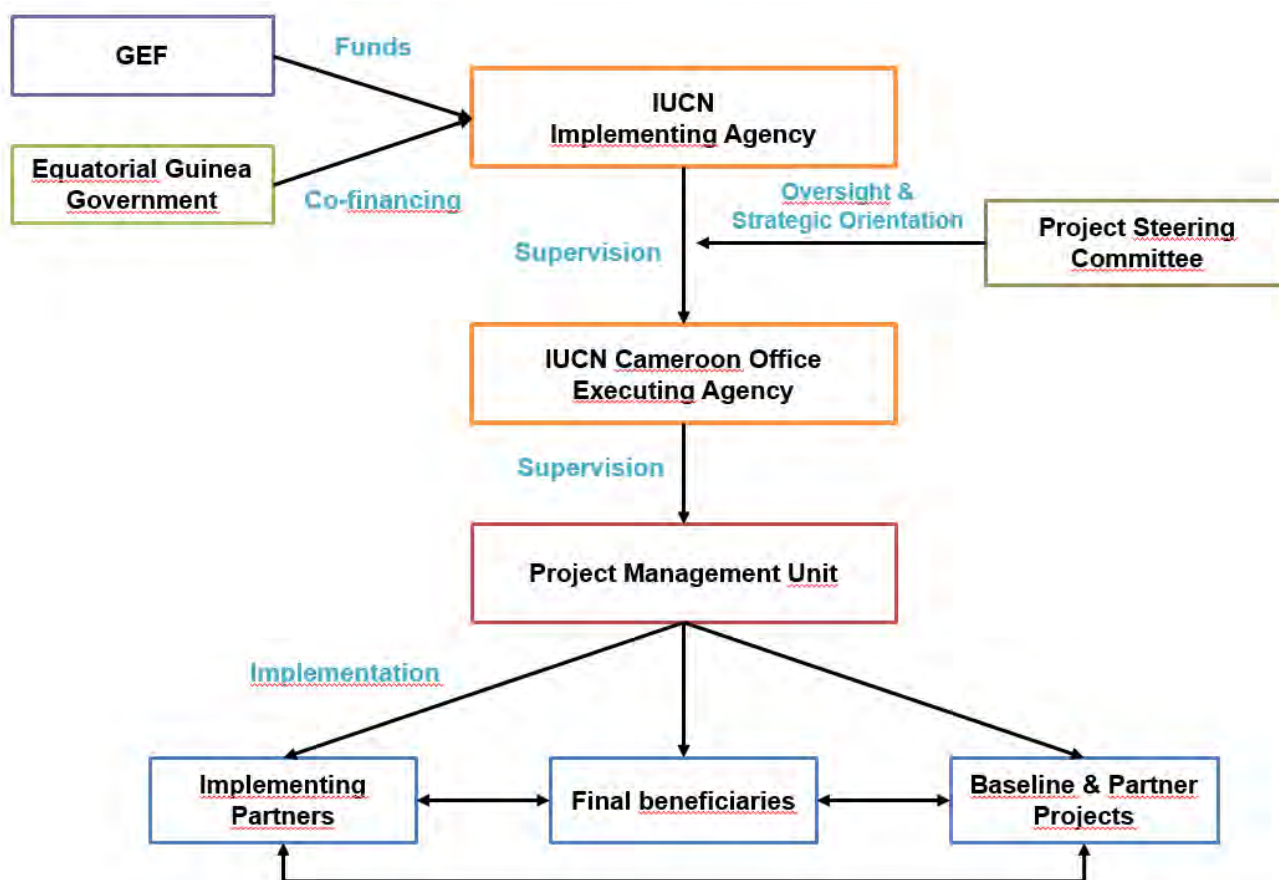 GEF
Funds
IUCN
Implementing Agency
Equatorial Guinea
Government
Co-financing
Oversight &
Strategic Orientation
Project Steering
Committee
Supervision
IUCN Cameroon Office
Executing Agency
Supervision
Project Management Unit
Implementation
Implementing
Partners
Final beneficiaries
Baseline & Partner
Projects